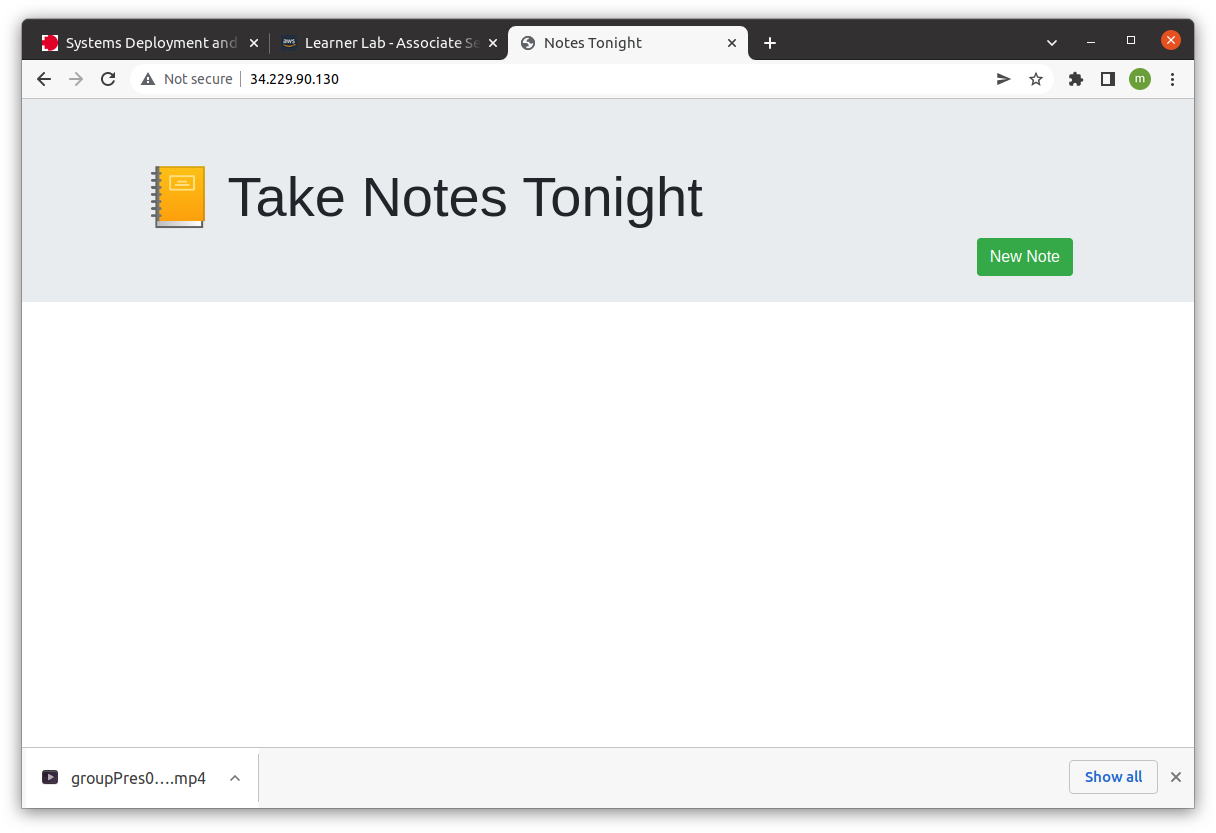 Systems Deployment and
aws
Learner Lab - Associate Se
Notes Tonight
Not secure
34.229.90.130
m
Take Notes Tonight
New Note
groupPres0....mp4
Show all